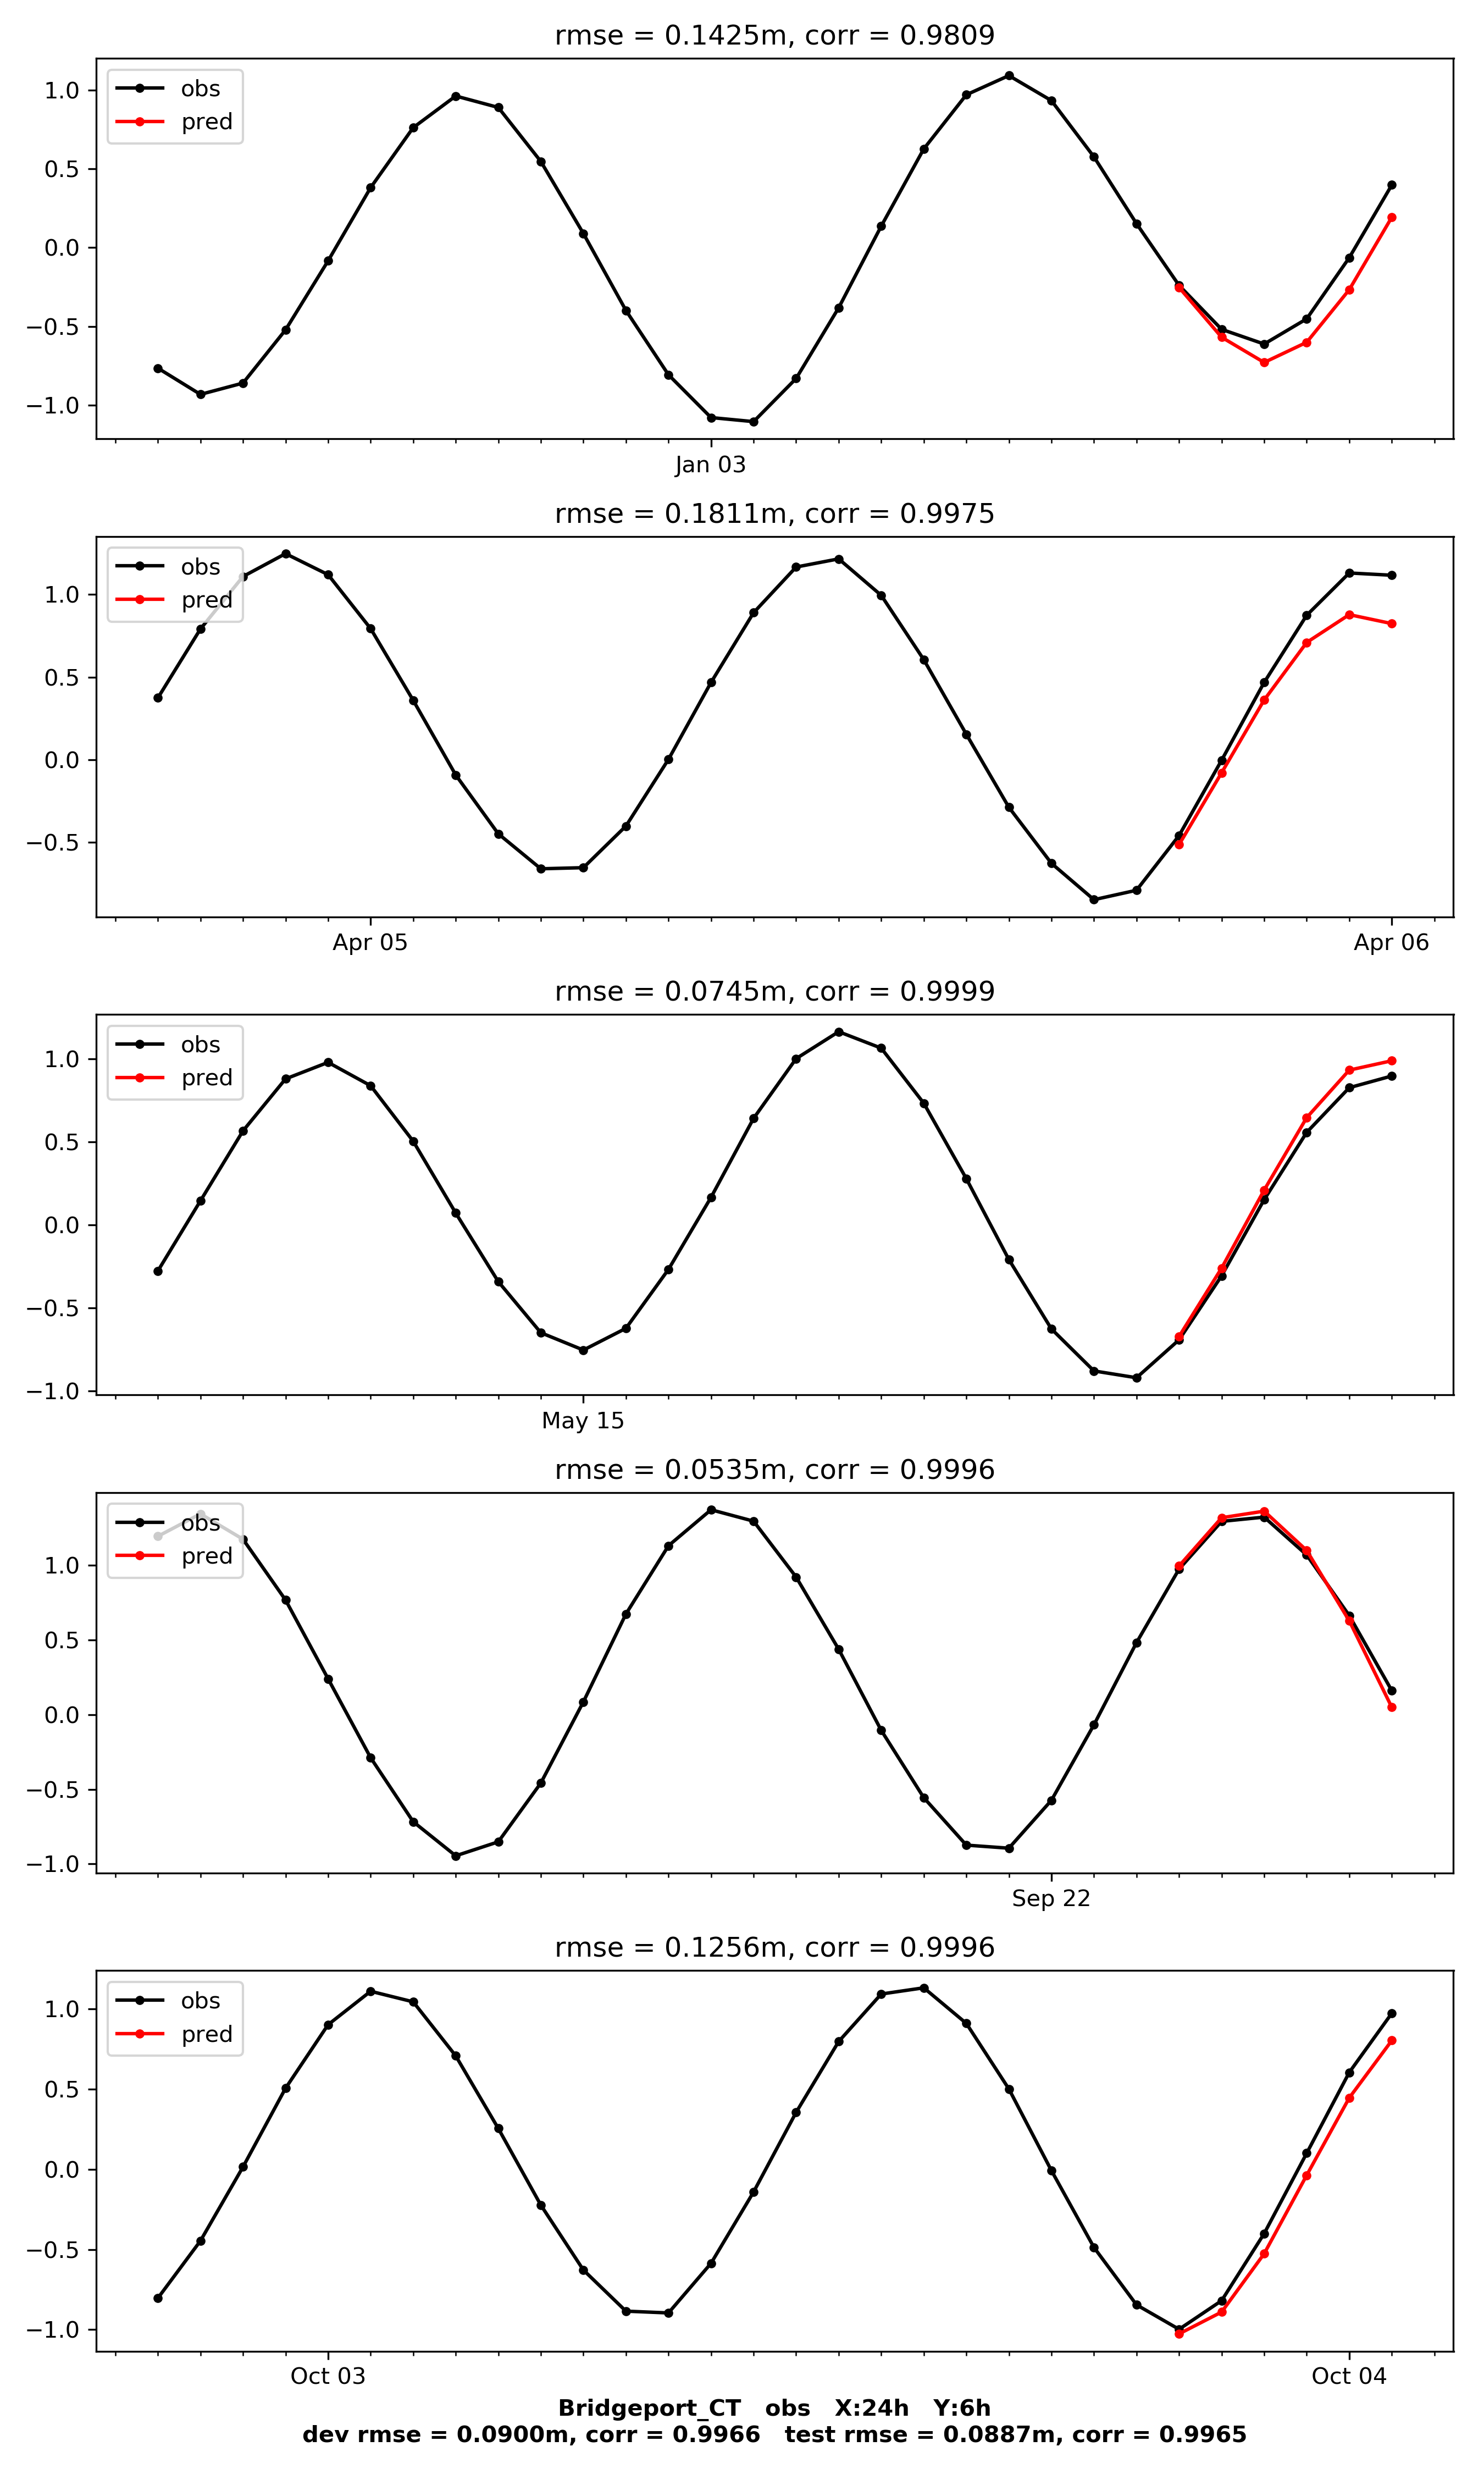 rmse = 0.1425m, corr = 0.9809
obs
pred
1.0
0.5
0.0
−0.5
−1.0
Jan 03
rmse = 0.1811m, corr = 0.9975
obs
pred
1.0
0.5
0.0
−0.5
Apr 05 Apr 06
rmse = 0.0745m, corr = 0.9999
obs
pred
1.0
0.5
0.0
−0.5
−1.0
May 15
rmse = 0.0535m, corr = 0.9996
obs
pred
1.0
0.5
0.0
−0.5
−1.0
Sep 22
rmse = 0.1256m, corr = 0.9996
obs
pred
1.0
0.5
0.0
−0.5
−1.0
Oct 03 Oct 04
Bridgeport_CT obs X:24h Y:6h
dev rmse = 0.0900m, corr = 0.9966 test rmse = 0.0887m, corr = 0.9965